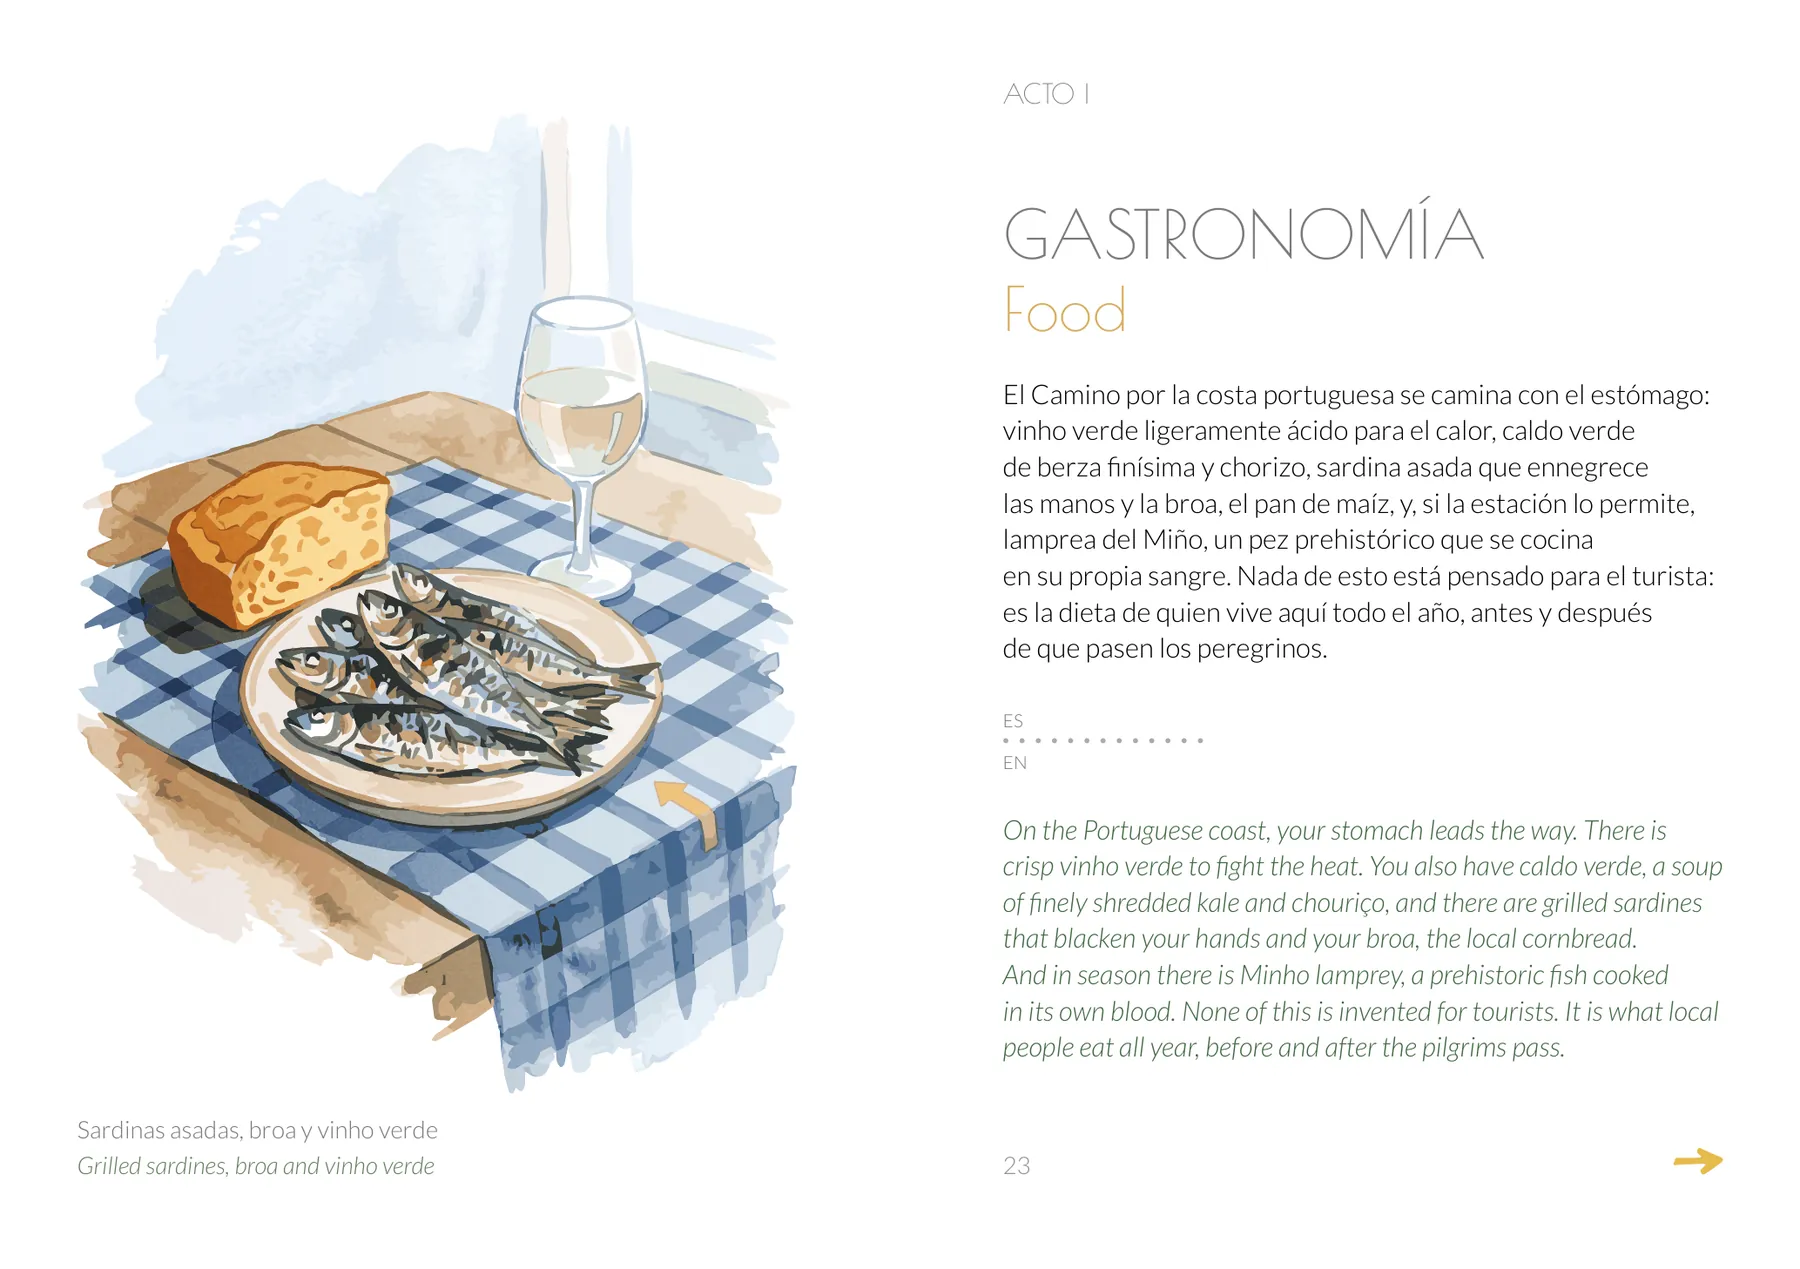 ACTO I
GASTRONOMÍA
Food
El Camino por la costa portuguesa se camina con el estómago:
vinho verde ligeramente ácido para el calor, caldo verde
de berza finísima y chorizo, sardina asada que ennegrece
las manos y la broa, el pan de maíz, y, si la estación lo permite,
lamprea del Miño, un pez prehistórico que se cocina
en su propia sangre. Nada de esto está pensado para el turista:
es la dieta de quien vive aquí todo el año, antes y después
de que pasen los peregrinos.
ES
EN
On the Portuguese coast, your stomach leads the way. There is
crisp vinho verde to fight the heat. You also have caldo verde, a soup
of finely shredded kale and chouriço, and there are grilled sardines
that blacken your hands and your broa, the local cornbread.
And in season there is Minho lamprey, a prehistoric fish cooked
in its own blood. None of this is invented for tourists. It is what local
people eat all year, before and after the pilgrims pass.
Sardinas asadas, broa y vinho verde
Grilled sardines, broa and vinho verde
23